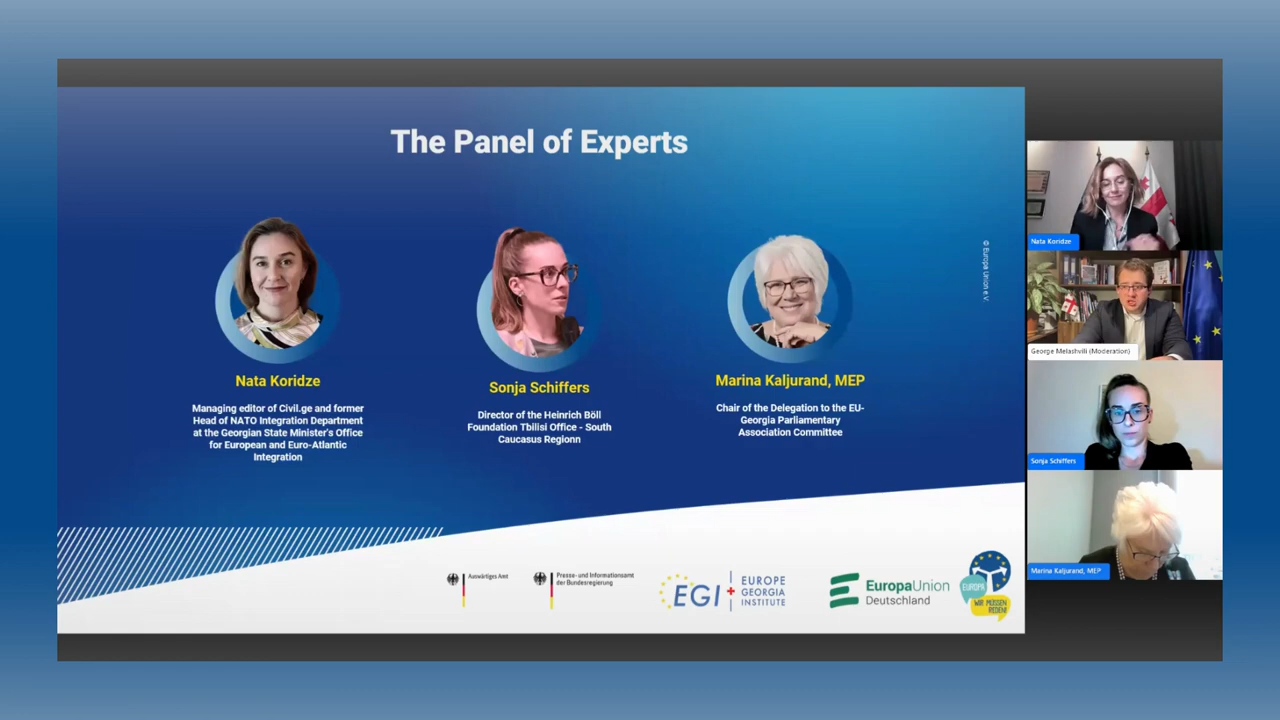 The Panel of Experts
© Europa Union e.V.
Nata Koridze
Managing editor of Civil.ge and former
Head of NATO Integration Department
at the Georgian State Minister's Office
for European and Euro-Atlantic
Integration
Sonja Schiffers
Director of the Heinrich Böll
Foundation Tbilisi Office - South
Caucasus Regionn
Marina Kaljurand, MEP
Chair of the Delegation to the EU-
Georgia Parliamentary
Association Committee
Auswärtiges Amt
Presse- und Informationsamt
der Bundesregierung
EGI
EUROPE
GEORGIA
INSTITUTE
EuropaUnion
Deutschland
EUROPA
WIR MÜSSEN
REDEN!
Nata Koridze
George Melashvili (Moderation)
Sonja Schiffers
Marina Kaljurand, MEP